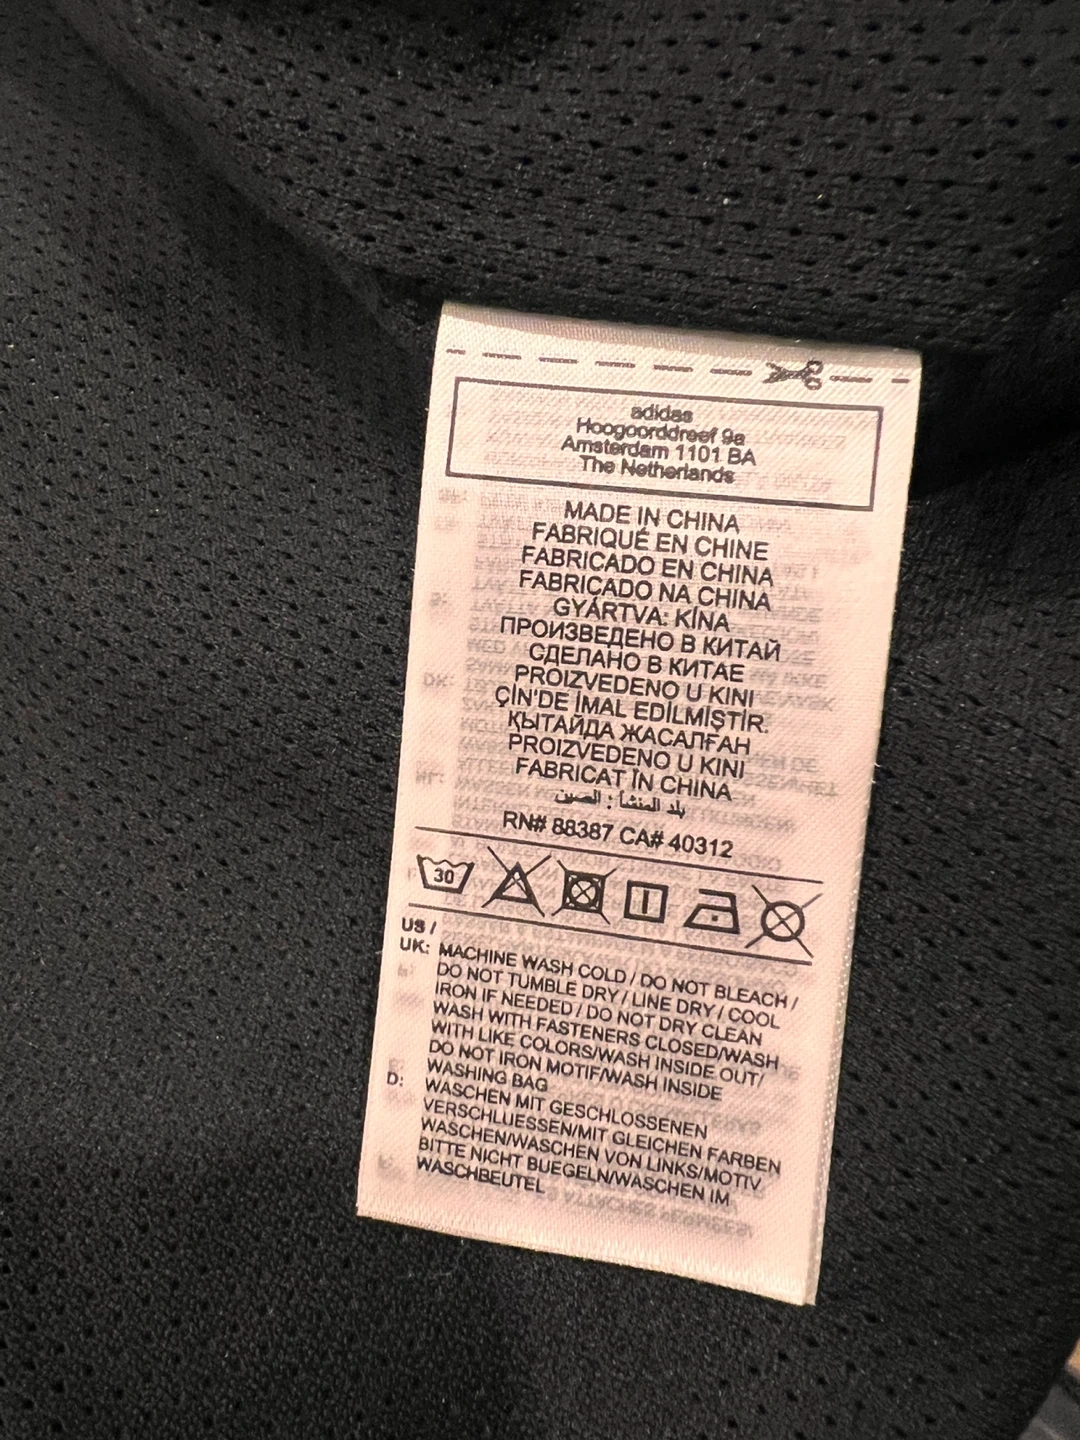 adidas
Hoogoorddreef 9a
Amsterdam 1101 BA
The Netherlands
MADE IN CHINA
FABRIQUÉ EN CHINE
FABRICADO EN CHINA
FABRICADO NA CHINA
GYÁRTVA: KÍNA
ПРОИЗВЕДЕНО В КИТАЙ
СДЕЛАНО В КИТАЕ
PROIZVEDENO U KINI
ÇİN'DE İMAL EDİLMİŞTİR.
ҚЫТАЙДА ЖАСАЛҒАН
PROIZVEDENO U KINI
FABRICAT ÎN CHINA
بلد المنشأ : الصين
RN# 88387 CA# 40312
30
US /
UK: MACHINE WASH COLD / DO NOT BLEACH /
DO NOT TUMBLE DRY / LINE DRY / COOL
IRON IF NEEDED / DO NOT DRY CLEAN
WASH WITH FASTENERS CLOSED/WASH
WITH LIKE COLORS/WASH INSIDE OUT/
DO NOT IRON MOTIF/WASH INSIDE
WASHING BAG
D: WASCHEN MIT GESCHLOSSENEN
VERSCHLUESSEN/MIT GLEICHEN FARBEN
WASCHEN/WASCHEN VON LINKS/MOTIV
BITTE NICHT BUEGELN/WASCHEN IM
WASCHBEUTEL